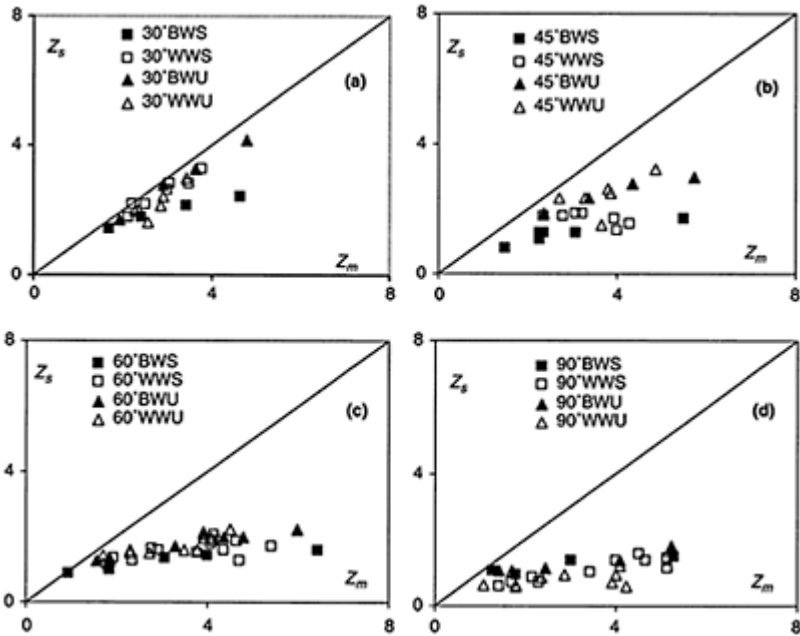 8
Zs
30°BWS
30°WWS
30°BWU
30°WWU
(a)
4
0
0 4 Zm 8
8
Zs
45°BWS
45°WWS
45°BWU
45°WWU
(b)
4
0
0 4 Zm 8
8
Zs
60°BWS
60°WWS
60°BWU
60°WWU
(c)
4
0
0 4 Zm 8
8
Zs
90°BWS
90°WWS
90°BWU
90°WWU
(d)
4
0
0 4 Zm 8